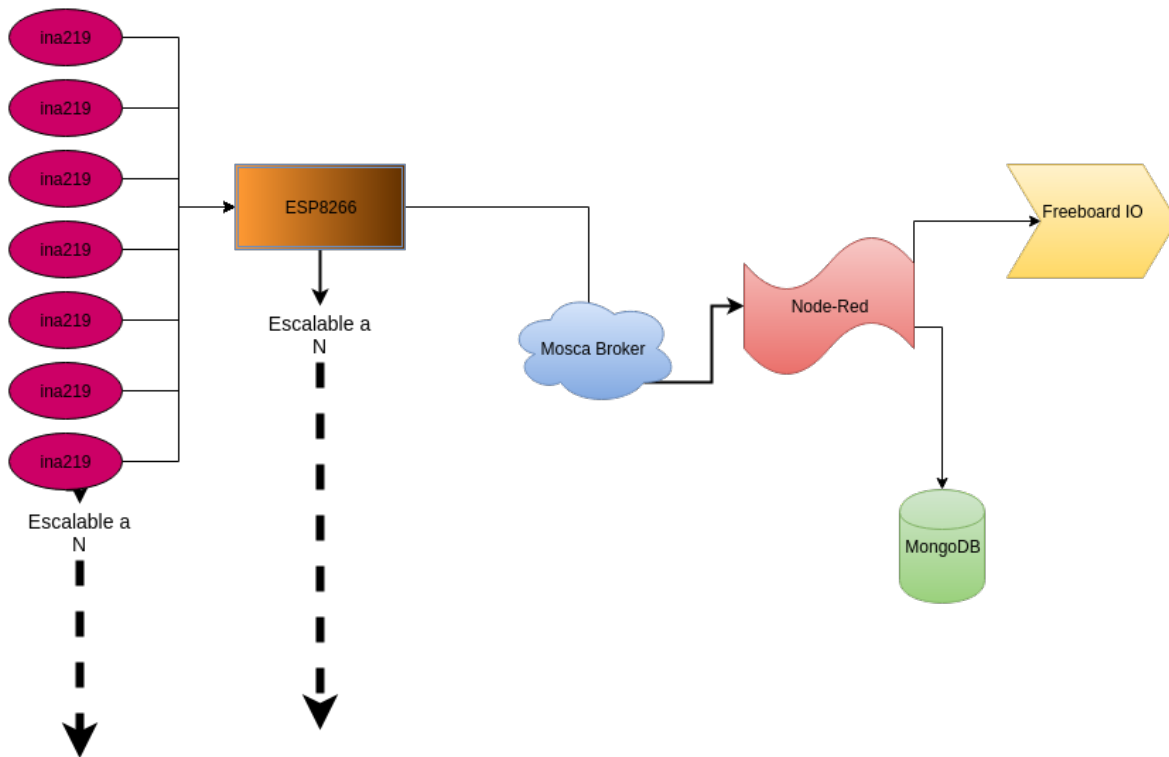 ina219
ina219
ina219
ina219
ina219
ina219
ina219
Escalable a
N
ESP8266
Escalable a
N
Mosca Broker
Node-Red
Freeboard IO
MongoDB